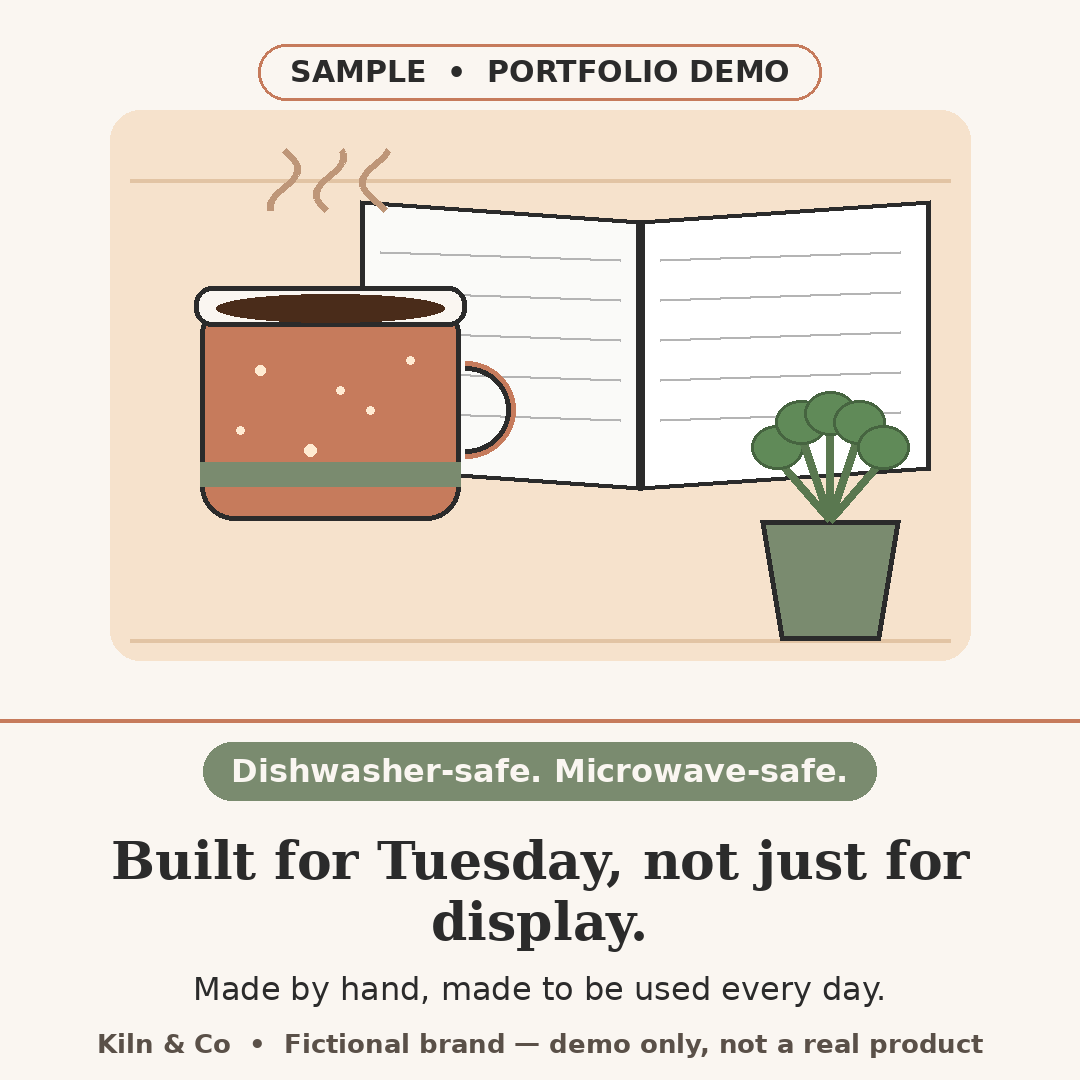 SAMPLE • PORTFOLIO DEMO
Dishwasher-safe. Microwave-safe.
Built for Tuesday, not just for
display.
Made by hand, made to be used every day.
Kiln & Co • Fictional brand — demo only, not a real product